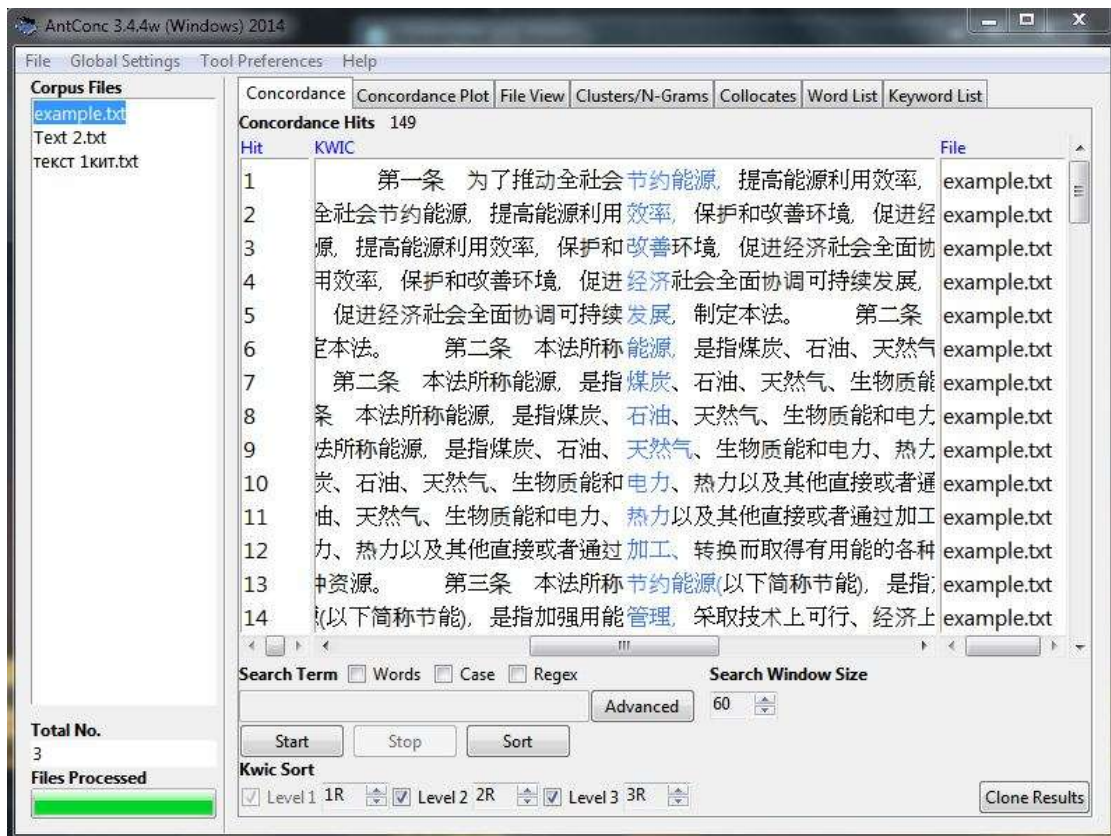 AntConc 3.4.4w (Windows) 2014
File Global Settings Tool Preferences Help
Corpus Files
example.txt
Text 2.txt
текст 1кит.txt
Total No.
3
Files Processed
Concordance Concordance Plot File View Clusters/N-Grams Collocates Word List Keyword List
Concordance Hits 149
Hit KWIC File
1 第一条 为了推动全社会节约能源, 提高能源利用效率, example.txt
2 全社会节约能源, 提高能源利用效率, 保护和改善环境, 促进经 example.txt
3 源, 提高能源利用效率, 保护和改善环境, 促进经济社会全面协 example.txt
4 用效率, 保护和改善环境, 促进经济社会全面协调可持续发展, example.txt
5 促进经济社会全面协调可持续发展, 制定本法。 第二条 example.txt
6 定本法。 第二条 本法所称能源, 是指煤炭、石油、天然气 example.txt
7 第二条 本法所称能源, 是指煤炭、石油、天然气、生物质能 example.txt
8 条 本法所称能源, 是指煤炭、石油、天然气、生物质能和电力 example.txt
9 法所称能源, 是指煤炭、石油、天然气、生物质能和电力、热力 example.txt
10 炭、石油、天然气、生物质能和电力、热力以及其他直接或者通 example.txt
11 油、天然气、生物质能和电力、热力以及其他直接或者通过加工 example.txt
12 力、热力以及其他直接或者通过加工、转换而取得有用能的各种 example.txt
13 种资源。 第三条 本法所称节约能源(以下简称节能), 是指 example.txt
14 (以下简称节能), 是指加强用能管理, 采取技术上可行、经济上 example.txt
Search Term Words Case Regex Search Window Size
Advanced 60
Start Stop Sort
Kwic Sort
Level 1 1R Level 2 2R Level 3 3R
Clone Results